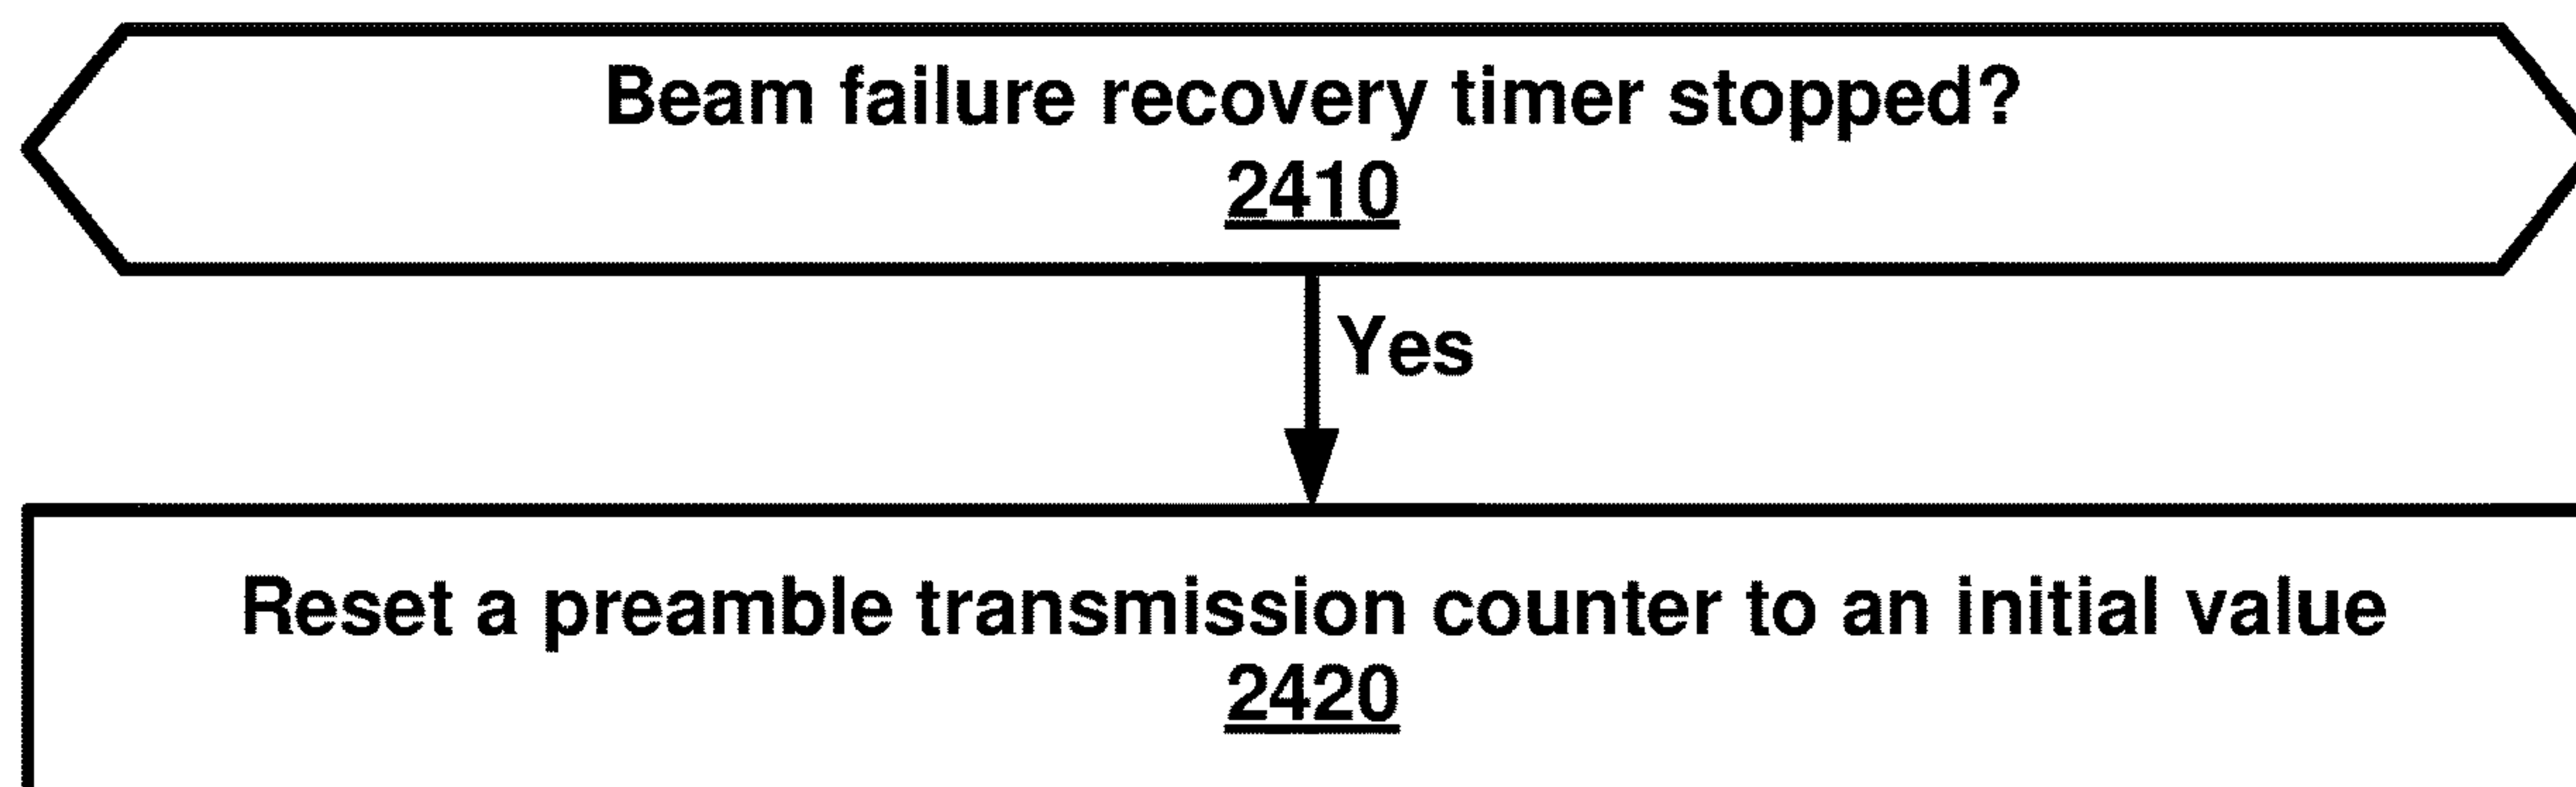 Beam failure recovery timer stopped?
2410
Yes
Reset a preamble transmission counter to an initial value
2420